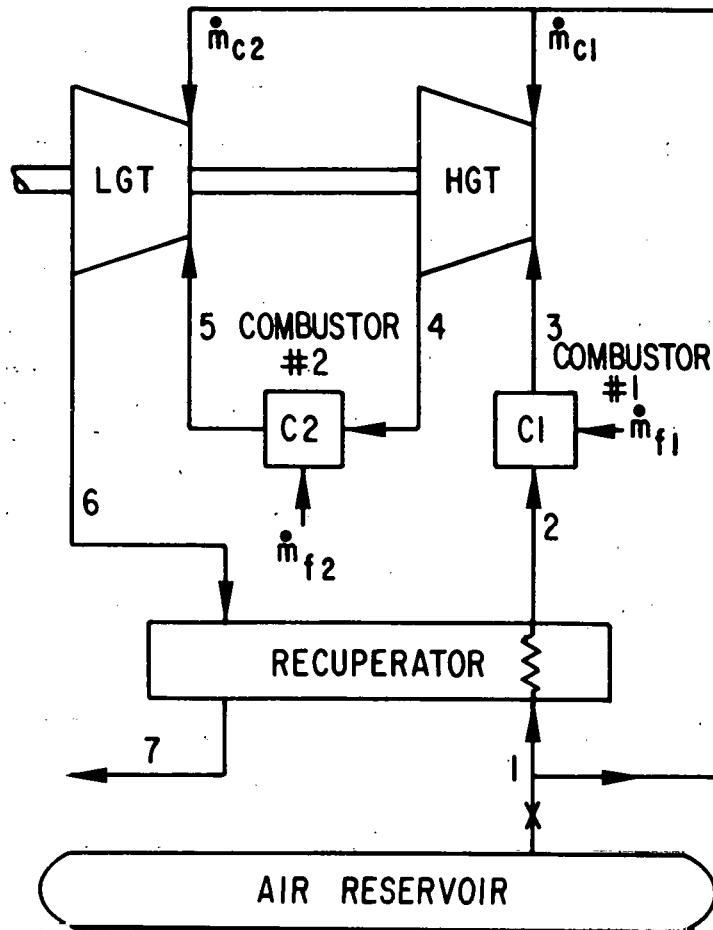 ṁc2
ṁc1
LGT
HGT
5
COMBUSTOR
#2
4
3
COMBUSTOR
#1
C2
C1
ṁf1
6
ṁf2
2
RECUPERATOR
7
1
AIR RESERVOIR